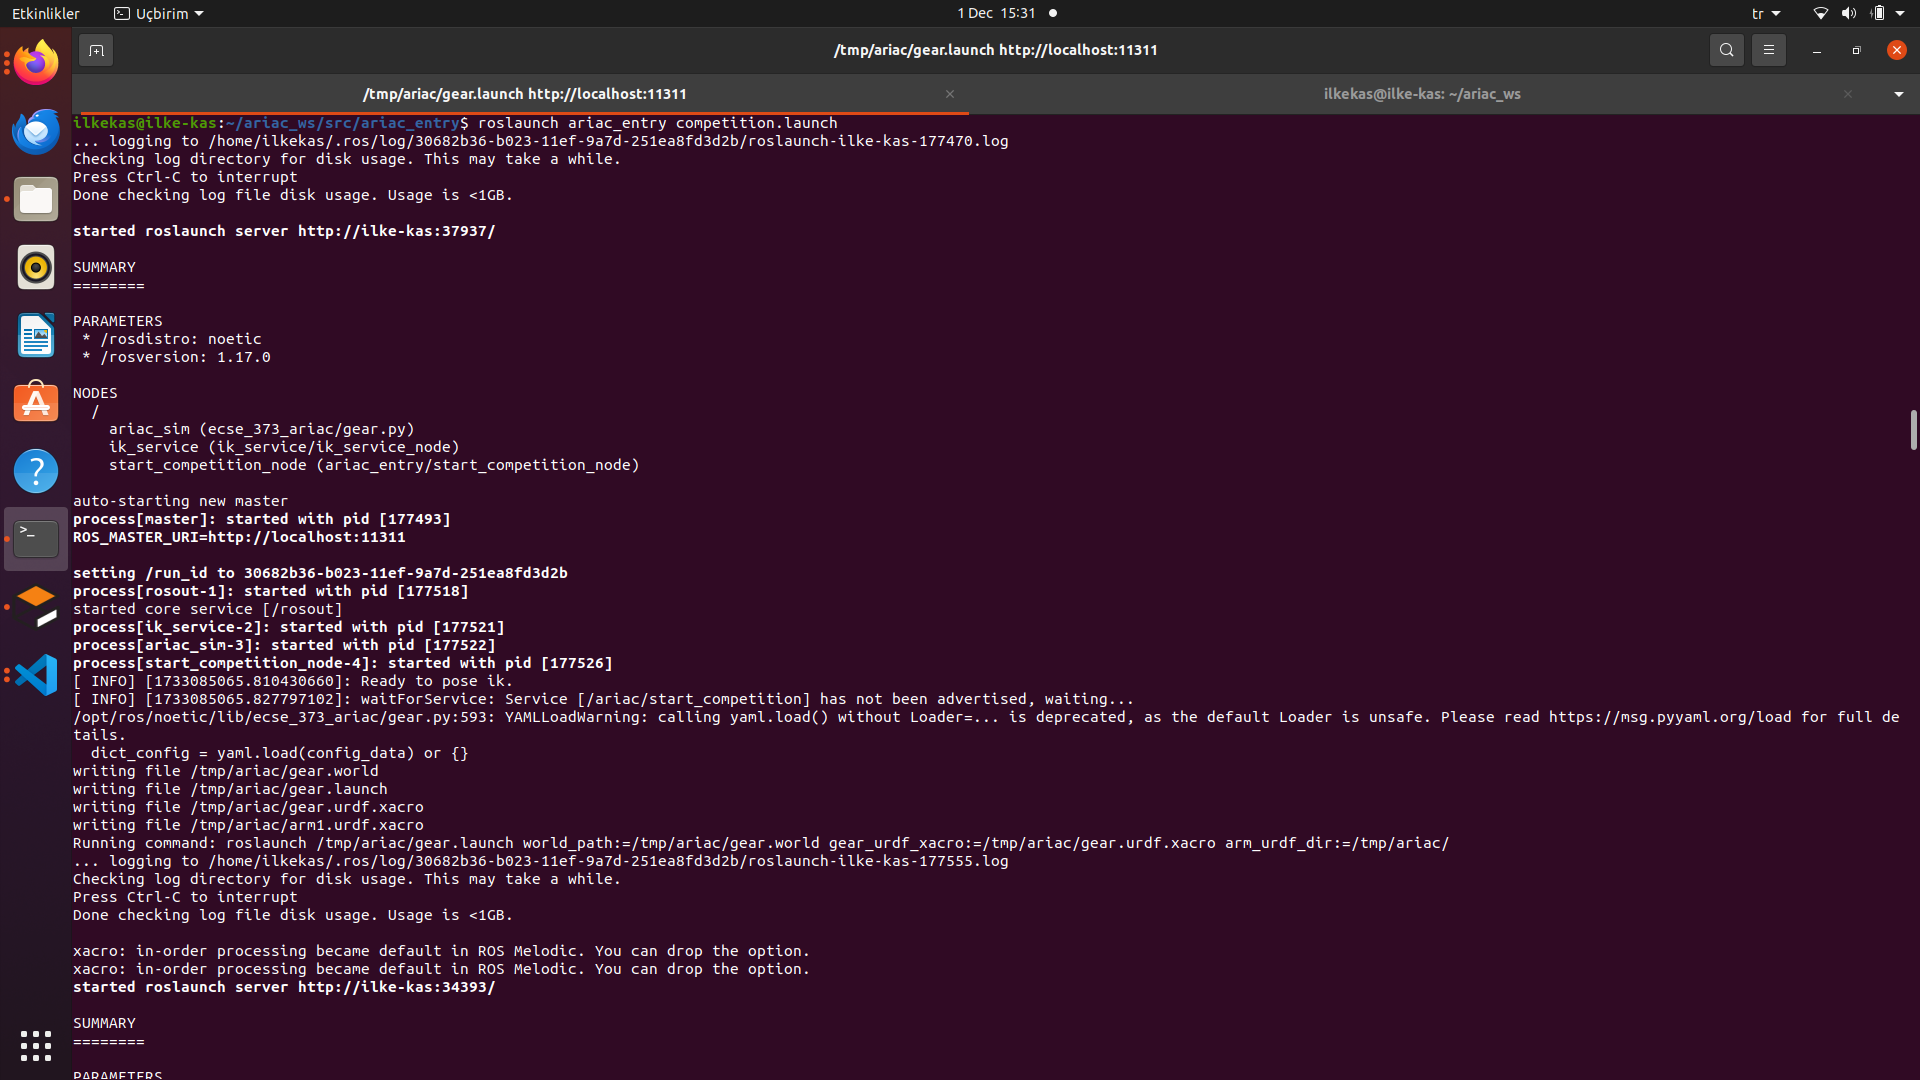 Etkinlikler
Uçbirim
1 Dec 15:31
tr
/tmp/ariac/gear.launch http://localhost:11311
/tmp/ariac/gear.launch http://localhost:11311
ilkekas@ilke-kas: ~/ariac_ws
ilkekas@ilke-kas:~/ariac_ws/src/ariac_entry$ roslaunch ariac_entry competition.launch
... logging to /home/ilkekas/.ros/log/30682b36-b023-11ef-9a7d-251ea8fd3d2b/roslaunch-ilke-kas-177470.log
Checking log directory for disk usage. This may take a while.
Press Ctrl-C to interrupt
Done checking log file disk usage. Usage is <1GB.
started roslaunch server http://ilke-kas:37937/
SUMMARY
========
PARAMETERS
* /rosdistro: noetic
* /rosversion: 1.17.0
NODES
/
ariac_sim (ecse_373_ariac/gear.py)
ik_service (ik_service/ik_service_node)
start_competition_node (ariac_entry/start_competition_node)
auto-starting new master
process[master]: started with pid [177493]
ROS_MASTER_URI=http://localhost:11311
setting /run_id to 30682b36-b023-11ef-9a7d-251ea8fd3d2b
process[rosout-1]: started with pid [177518]
started core service [/rosout]
process[ik_service-2]: started with pid [177521]
process[ariac_sim-3]: started with pid [177522]
process[start_competition_node-4]: started with pid [177526]
[ INFO] [1733085065.810430660]: Ready to pose ik.
[ INFO] [1733085065.827797102]: waitForService: Service [/ariac/start_competition] has not been advertised, waiting...
/opt/ros/noetic/lib/ecse_373_ariac/gear.py:593: YAMLLoadWarning: calling yaml.load() without Loader=... is deprecated, as the default Loader is unsafe. Please read https://msg.pyyaml.org/load for full de
tails.
dict_config = yaml.load(config_data) or {}
writing file /tmp/ariac/gear.world
writing file /tmp/ariac/gear.launch
writing file /tmp/ariac/gear.urdf.xacro
writing file /tmp/ariac/arm1.urdf.xacro
Running command: roslaunch /tmp/ariac/gear.launch world_path:=/tmp/ariac/gear.world gear_urdf_xacro:=/tmp/ariac/gear.urdf.xacro arm_urdf_dir:=/tmp/ariac/
... logging to /home/ilkekas/.ros/log/30682b36-b023-11ef-9a7d-251ea8fd3d2b/roslaunch-ilke-kas-177555.log
Checking log directory for disk usage. This may take a while.
Press Ctrl-C to interrupt
Done checking log file disk usage. Usage is <1GB.
xacro: in-order processing became default in ROS Melodic. You can drop the option.
xacro: in-order processing became default in ROS Melodic. You can drop the option.
started roslaunch server http://ilke-kas:34393/
SUMMARY
========
PARAMETERS